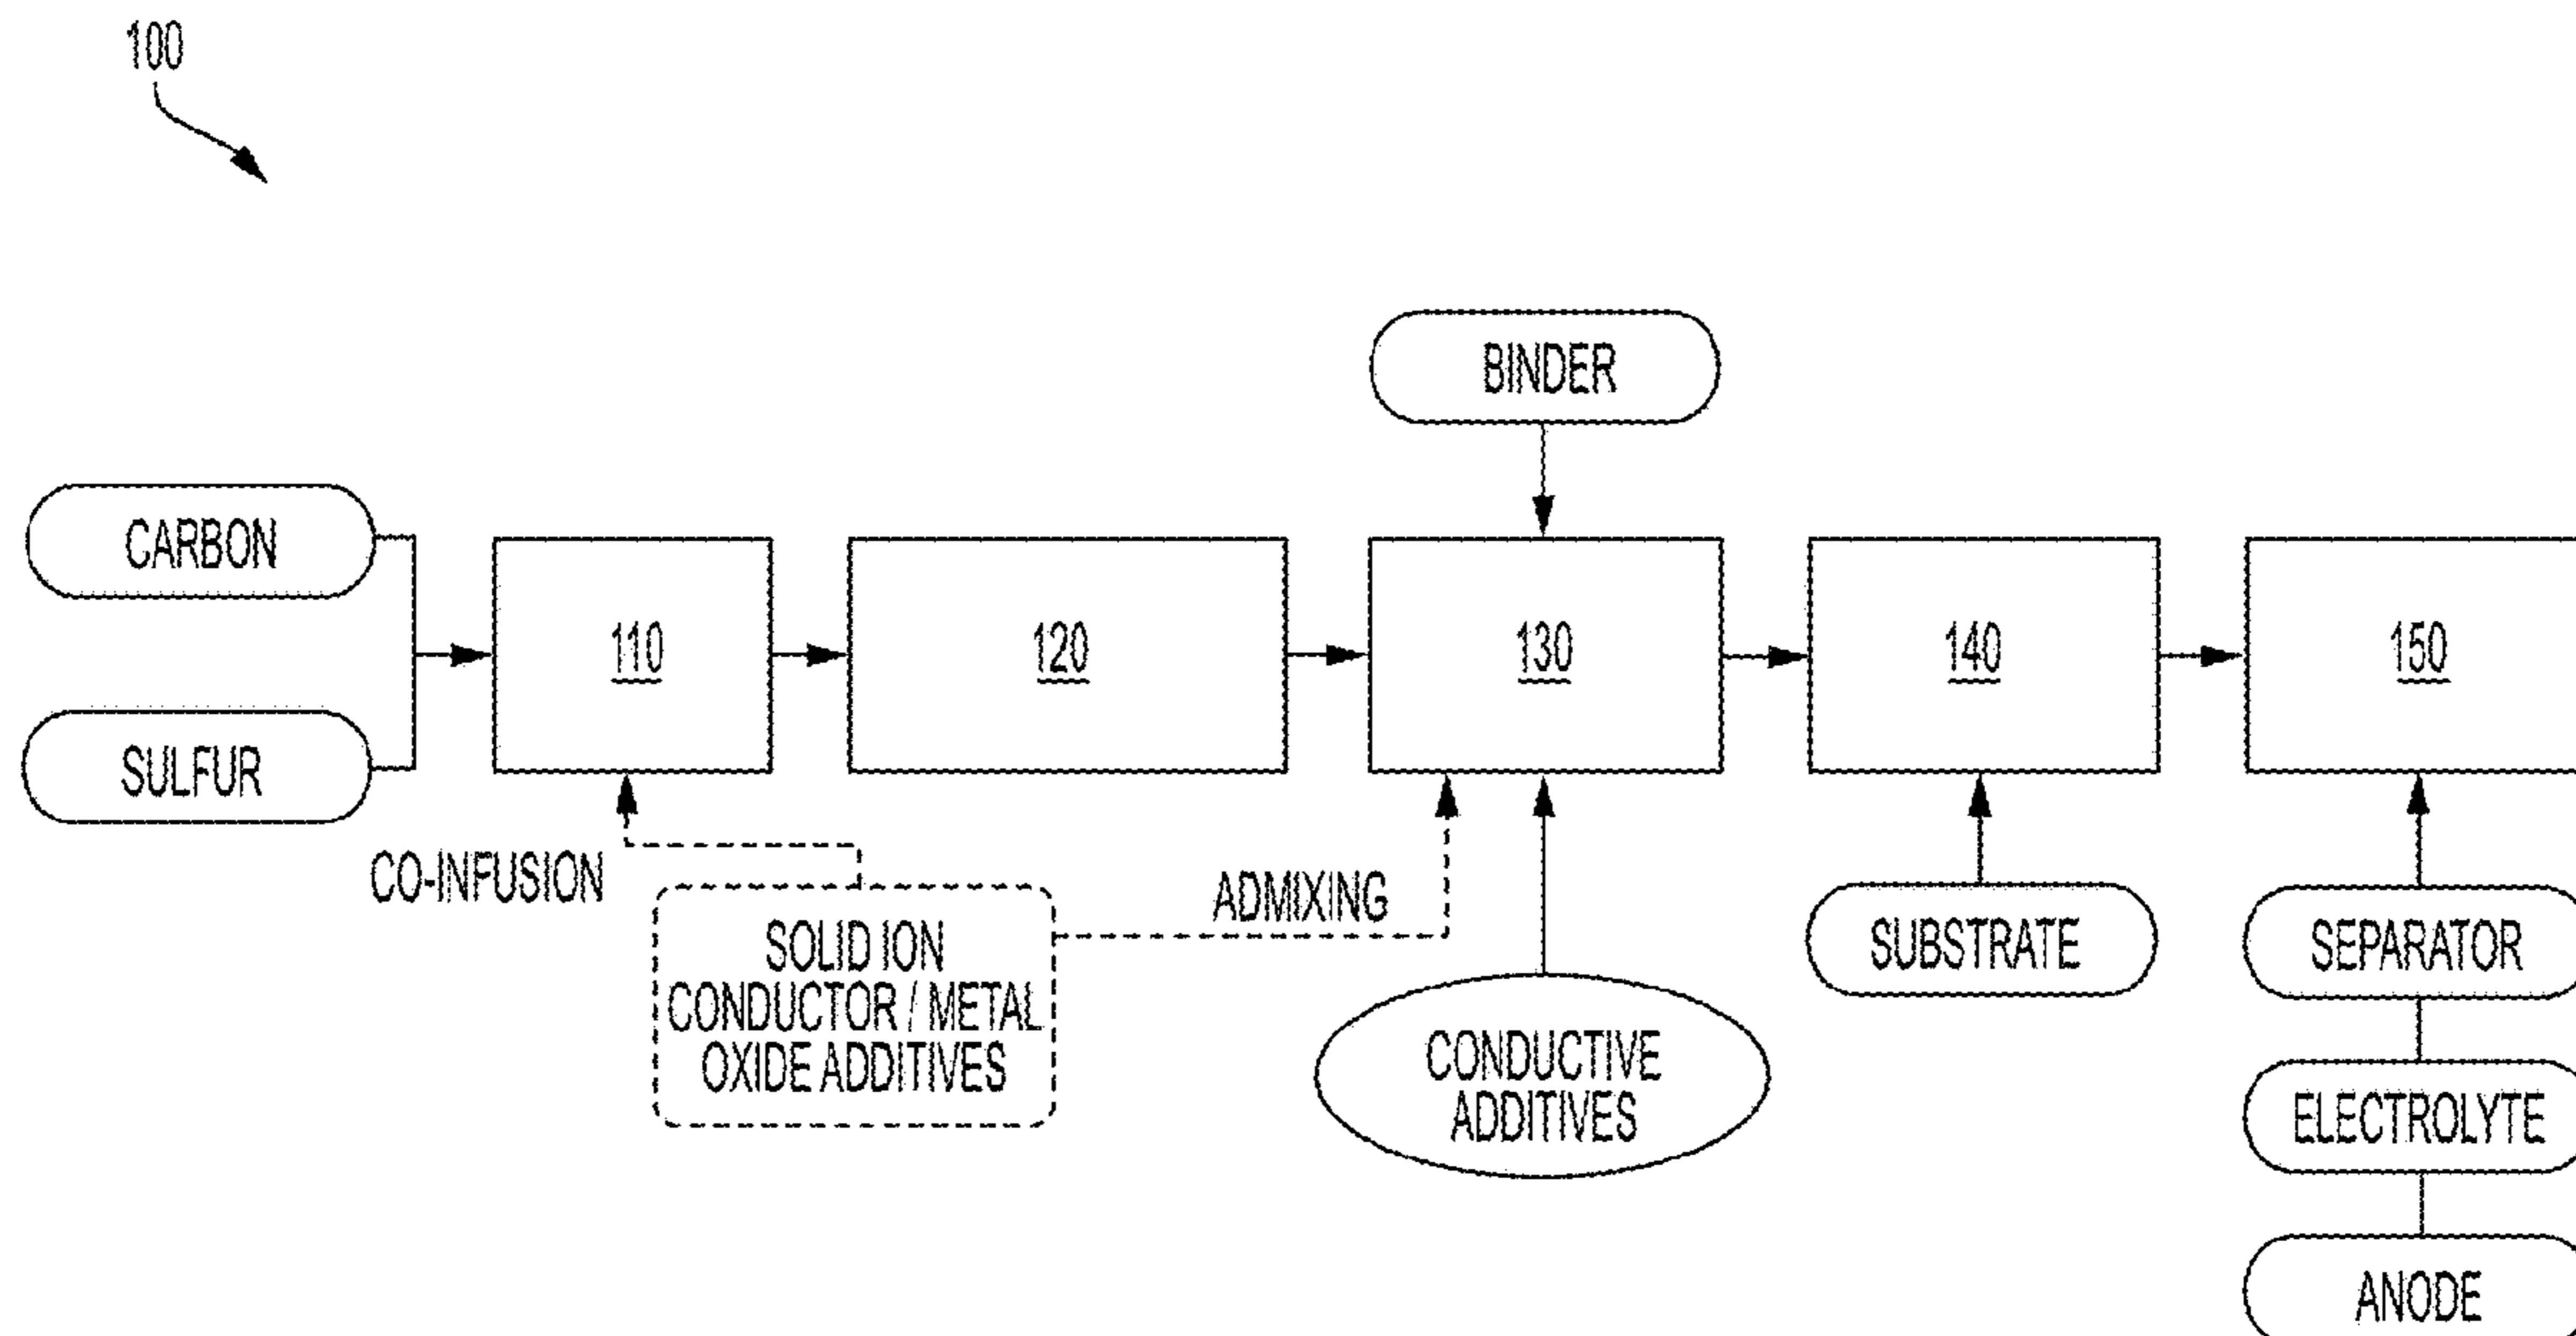 100
BINDER
CARBON
110
120
130
140
150
SULFUR
CO-INFUSION
ADMIXING
SOLID ION
CONDUCTOR / METAL
OXIDE ADDITIVES
SUBSTRATE
SEPARATOR
CONDUCTIVE
ADDITIVES
ELECTROLYTE
ANODE